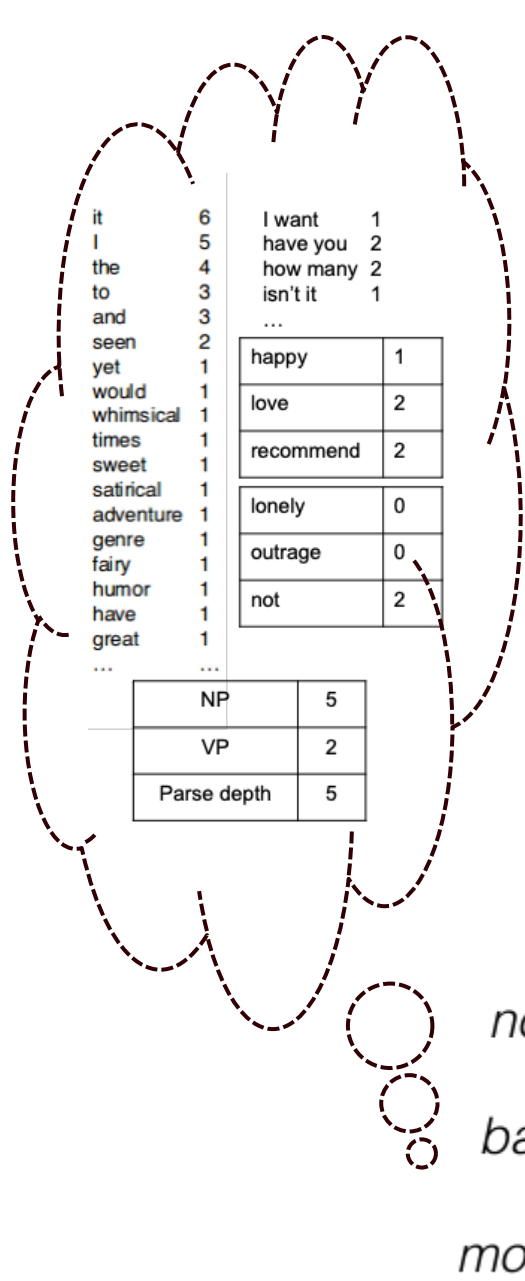 it 6
I 5
the 4
to 3
and 3
seen 2
yet 1
would 1
whimsical 1
times 1
sweet 1
satirical 1
adventure 1
genre 1
fairy 1
humor 1
have 1
great 1
… …
I want 1
have you 2
how many 2
isn't it 1
…
happy 1
love 2
recommend 2
lonely 0
outrage 0
not 2
NP 5
VP 2
Parse depth 5
ba
mo